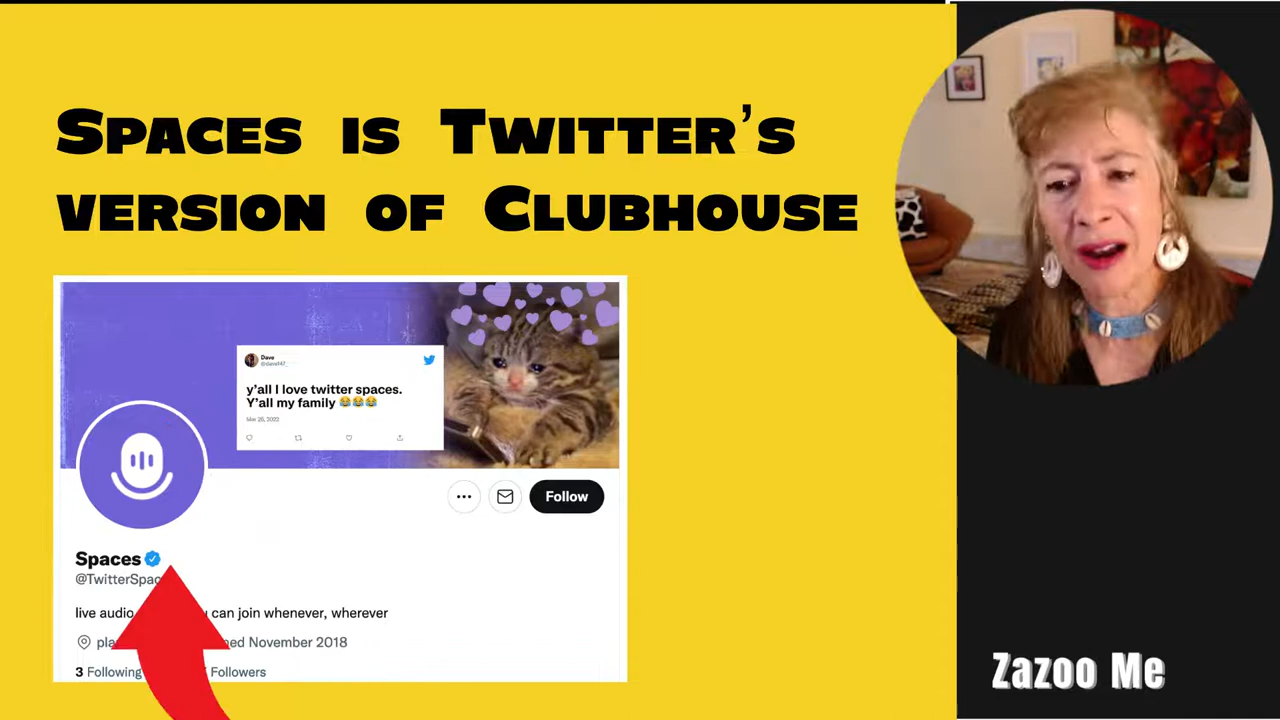 Spaces is Twitter's
version of Clubhouse
Dave
y'all I love twitter spaces.
Y'all my family 😂😂😂
2022
Follow
Spaces
@TwitterSpac
live audio
can join whenever, wherever
November 2018
3 Following
Followers
Zazoo Me